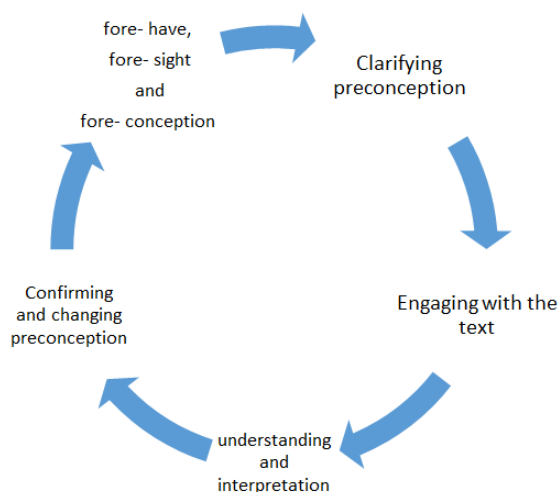 fore- have,
fore- sight
and
fore- conception
Clarifying
preconception
Engaging with the
text
understanding
and
interpretation
Confirming
and changing
preconception